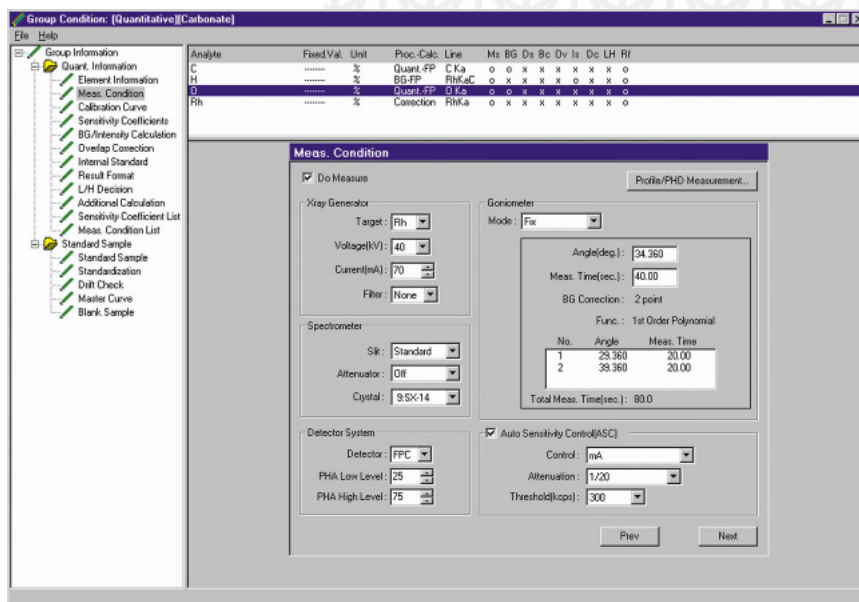 Group Condition: [Quantitative][Carbonate]
File Help
Group Information
Quant. Information
Element Information
Meas. Condition
Calibration Curve
Sensitivity Coefficients
BG/Intensity Calculation
Overlap Correction
Internal Standard
Result Format
L/H Decision
Additional Calculation
Sensitivity Coefficient List
Meas. Condition List
Standard Sample
Standard Sample
Standardization
Drift Check
Master Curve
Blank Sample
Analyte Fixed.Val. Unit Proc.-Calc. Line Ms BG Ds Bc Ov Is Dc LH Rf
C -------- % Quant.-FP C Ka o o x x x x x x o
H -------- % BG-FP RhKaC o x x x x o x x o
O -------- % Quant.-FP O Ka o o x x x x x x o
Rh -------- % Correction RhKa o x x x x x x x o
Meas. Condition
Do Measure
Profile/PHD Measurement...
Xray Generator
Target : Rh
Voltage(kV) : 40
Current(mA) : 70
Filter : None
Spectrometer
Slit : Standard
Attenuator : Off
Crystal : 9:SX-14
Detector System
Detector : FPC
PHA Low Level : 25
PHA High Level : 75
Goniometer
Mode : Fix
Angle(deg.) : 34.360
Meas. Time(sec.) : 40.00
BG Correction : 2 point
Func. : 1st Order Polynomial
No. Angle Meas. Time
1 29.360 20.00
2 39.360 20.00
Total Meas. Time(sec.) : 80.0
Auto Sensitivity Control(ASC)
Control : mA
Attenuation : 1/20
Threshold(kcps) : 300
Prev Next